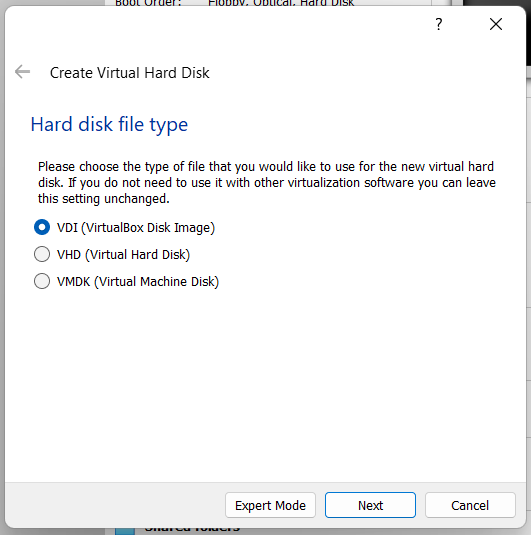 Boot Order: Floppy, Optical, Hard Disk
?
Create Virtual Hard Disk
Hard disk file type
Please choose the type of file that you would like to use for the new virtual hard
disk. If you do not need to use it with other virtualization software you can leave
this setting unchanged.
VDI (VirtualBox Disk Image)
VHD (Virtual Hard Disk)
VMDK (Virtual Machine Disk)
Expert Mode Next Cancel
Shared folders